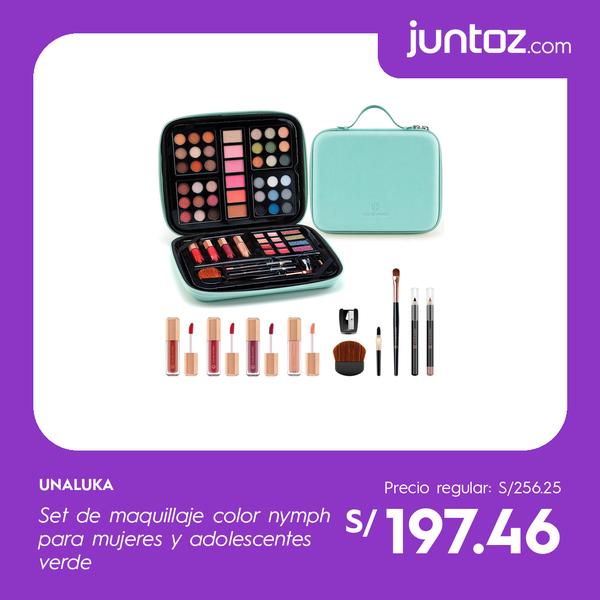 juntoz.com
UNALUKA
Set de maquillaje color nymph
para mujeres y adolescentes
verde
Precio regular: S/256.25
S/ 197.46